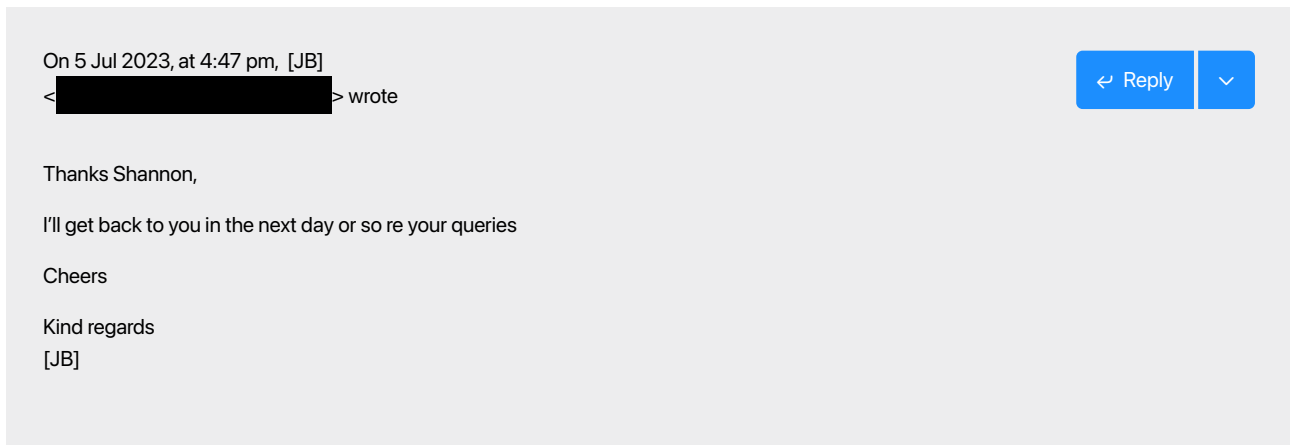 On 5 Jul 2023, at 4:47 pm, [JB]
< > wrote
Reply
Thanks Shannon,
I'll get back to you in the next day or so re your queries
Cheers
Kind regards
[JB]